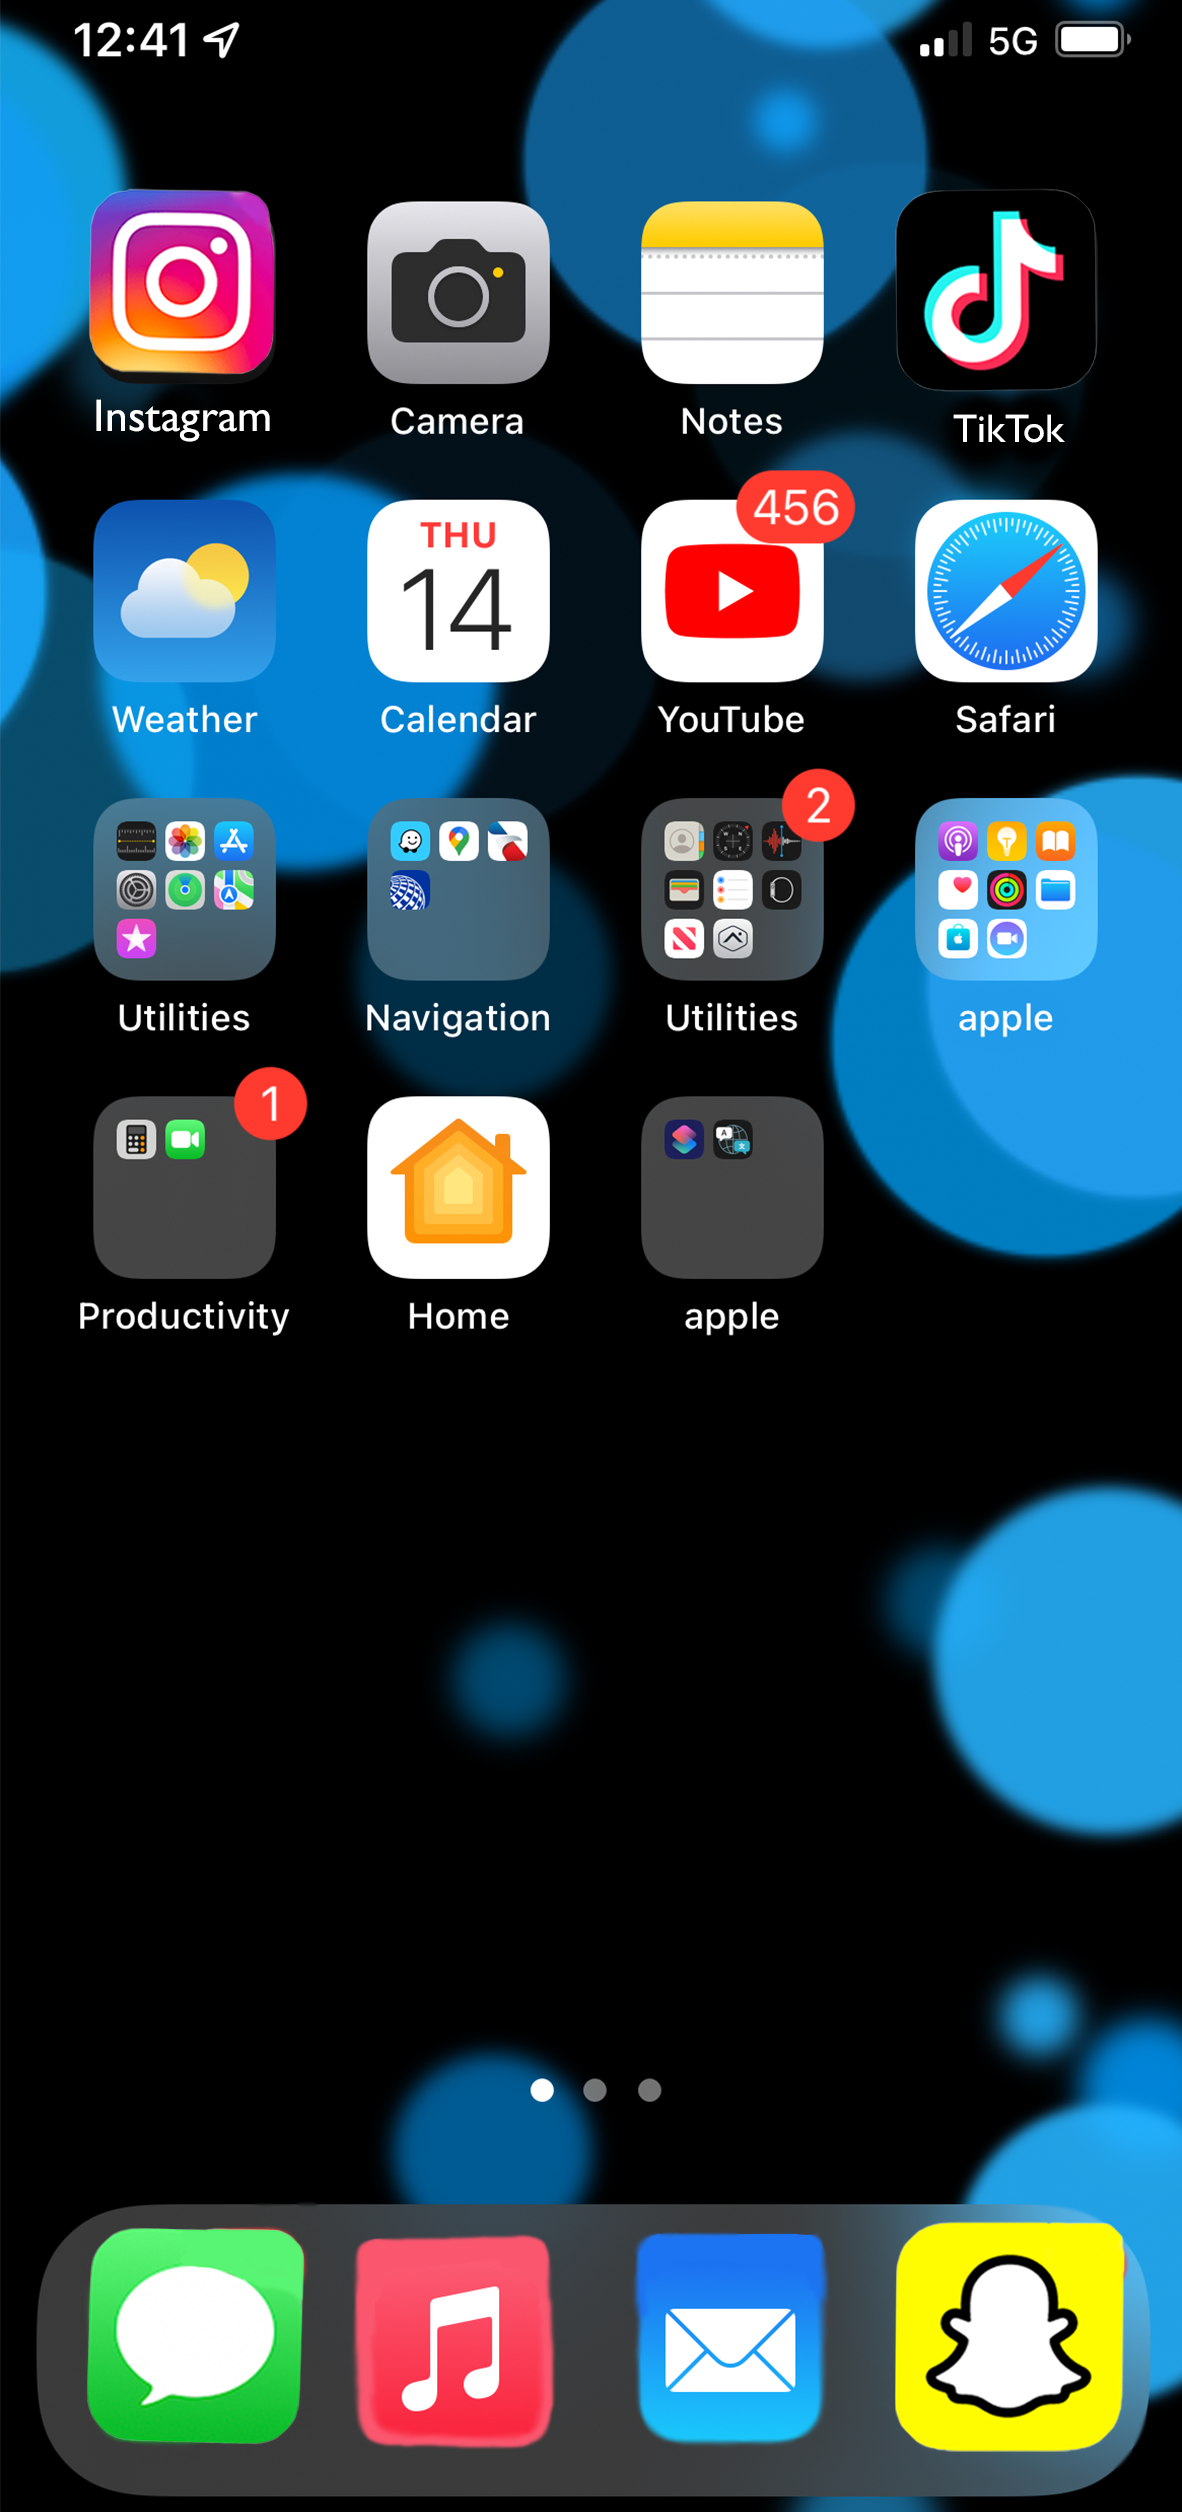 12:41 5G
Instagram Camera Notes TikTok
THU
14
456
Weather Calendar YouTube Safari
2
Utilities Navigation Utilities apple
1
Productivity Home apple